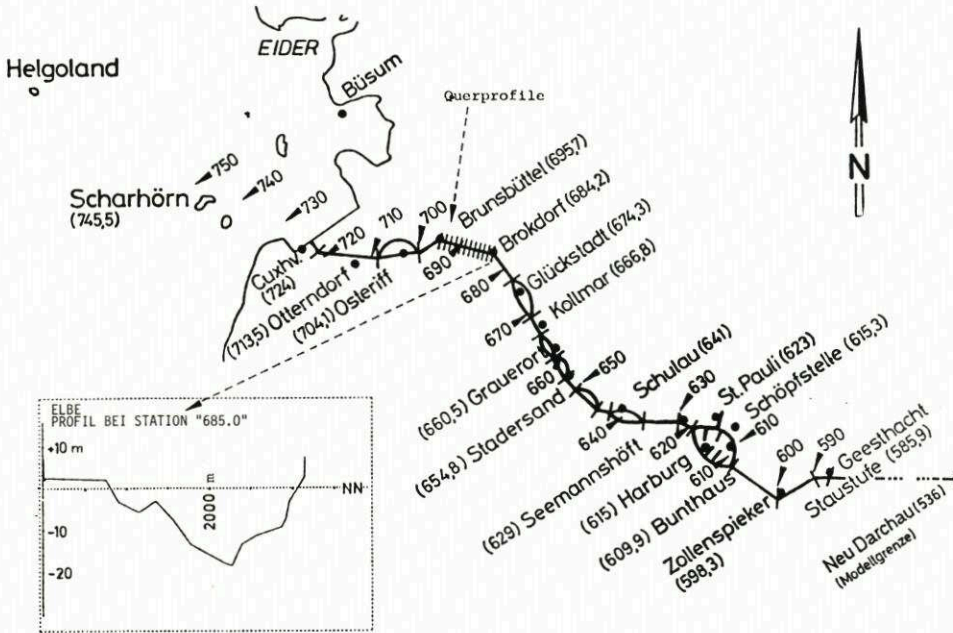 EIDER
Helgoland
Büsum
Querprofile
750
740
Scharhörn
(745,5)
730
710
700
720
Brunsbüttel (695,7)
Brokdorf (684,2)
690
Glückstadt (674,3)
Kollmar (666,8)
680
670
Cuxhv.
(724)
(713,5) Otterndorf
(704,1) Osteriff
N
660
650
(660,5) Grauerort
Schulau (641)
630
St. Pauli (623)
Schöpfstelle (615,3)
(654,8) Stadersand
640
620
610
610
600
590
(629) Seemannshöft
(615) Harburg
(609,9) Bunthaus
Zollenspieker
(598,3)
Geesthacht
Staustufe (585,9)
Neu Darchau (536)
(Modellgrenze)
ELBE
PROFIL BEI STATION "685.0"
+10 m
NN
2000 m
-10
-20